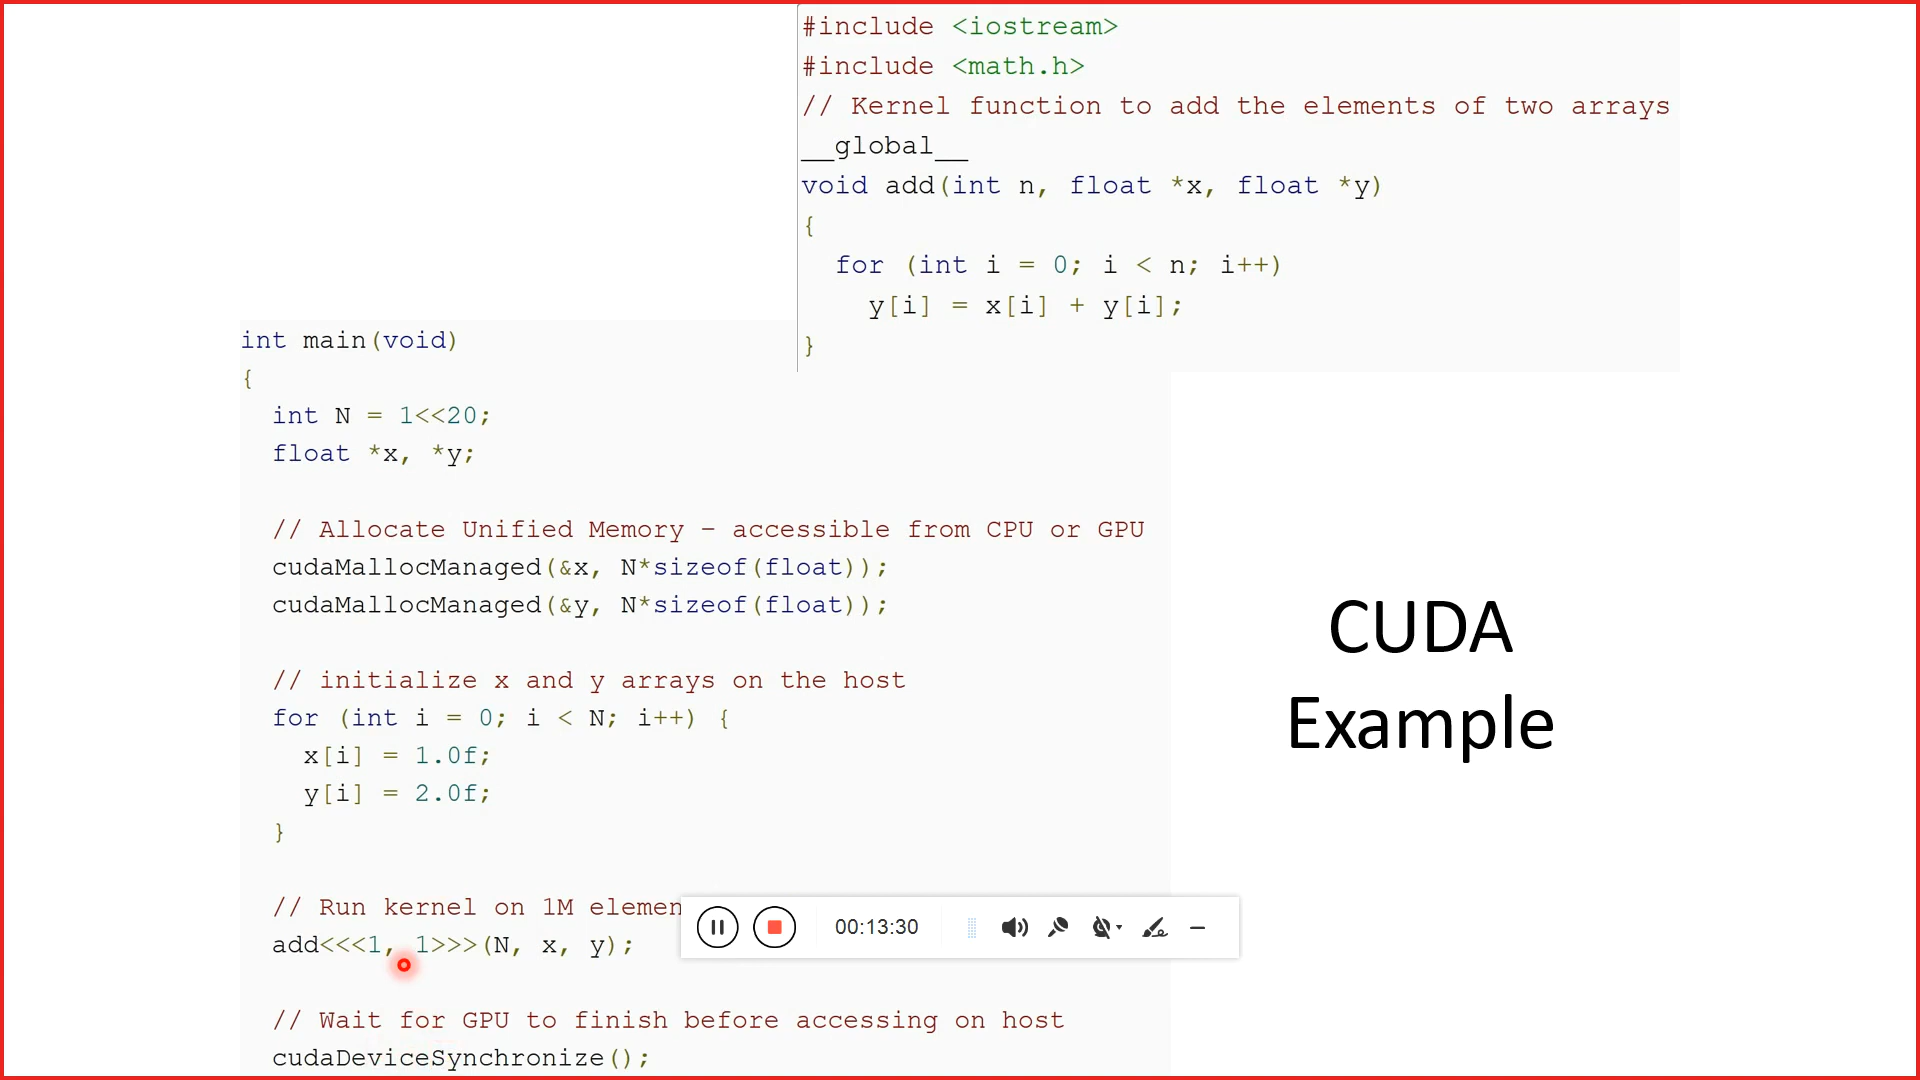 #include <iostream>
#include <math.h>
// Kernel function to add the elements of two arrays
__global__
void add(int n, float *x, float *y)
{
  for (int i = 0; i < n; i++)
    y[i] = x[i] + y[i];
}
int main(void)
{
  int N = 1<<20;
  float *x, *y;
  // Allocate Unified Memory – accessible from CPU or GPU
  cudaMallocManaged(&x, N*sizeof(float));
  cudaMallocManaged(&y, N*sizeof(float));
  // initialize x and y arrays on the host
  for (int i = 0; i < N; i++) {
    x[i] = 1.0f;
    y[i] = 2.0f;
  }
  // Run kernel on 1M elemen
  add<<<1, 1>>>(N, x, y);
  // Wait for GPU to finish before accessing on host
  cudaDeviceSynchronize();
CUDA
Example
00:13:30